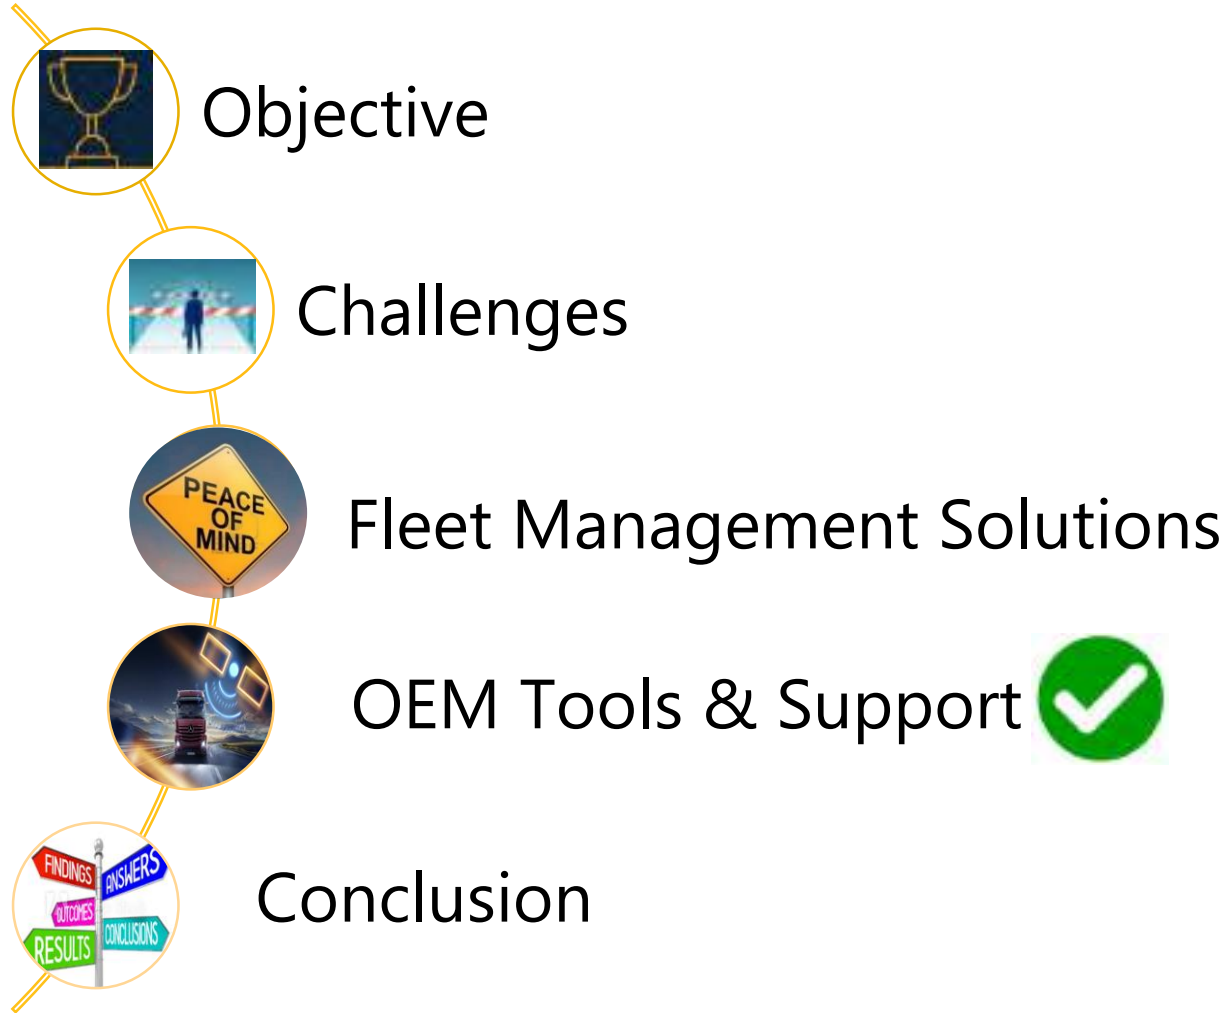 Objective
Challenges
PEACE
OF
MIND
Fleet Management Solutions
OEM Tools & Support
FINDINGS
ANSWERS
OUTCOMES
CONCLUSIONS
RESULTS
Conclusion